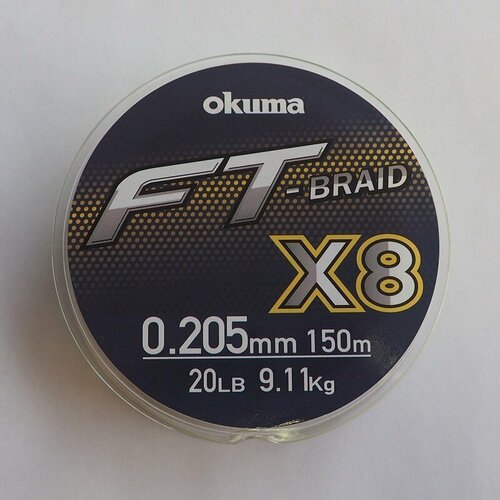 okuma
FT-BRAID
X8
0.205mm 150m
20LB 9.11Kg